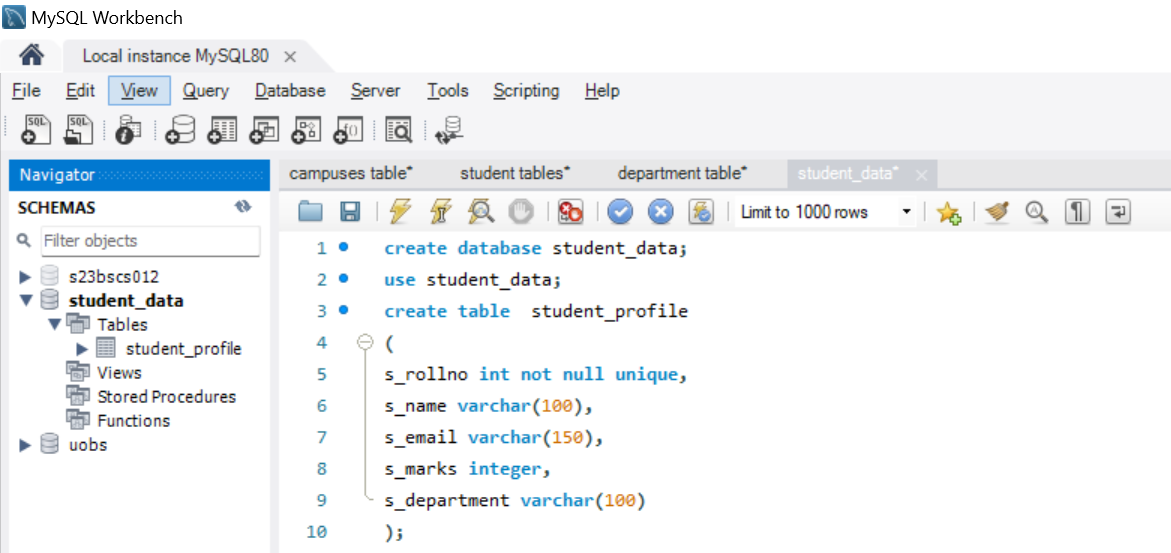 MySQL Workbench
Local instance MySQL80
File Edit View Query Database Server Tools Scripting Help
SQL SQL
Navigator
campuses table* student tables* department table* student_data*
SCHEMAS
Limit to 1000 rows
Filter objects
s23bscs012
student_data
Tables
student_profile
Views
Stored Procedures
Functions
uobs
1 create database student_data;
2 use student_data;
3 create table  student_profile
4 (
5 s_rollno int not null unique,
6 s_name varchar(100),
7 s_email varchar(150),
8 s_marks integer,
9 s_department varchar(100)
10 );